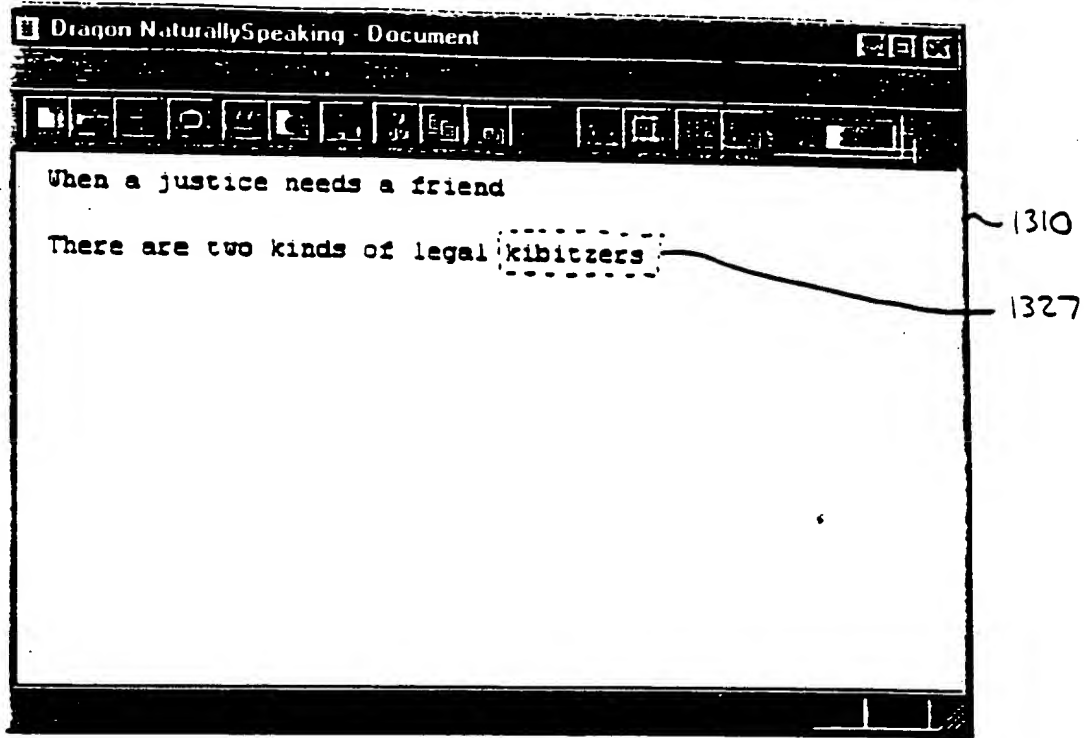 Dragon NaturallySpeaking - Document
When a justice needs a friend
1310
There are two kinds of legal kibitzers
1327